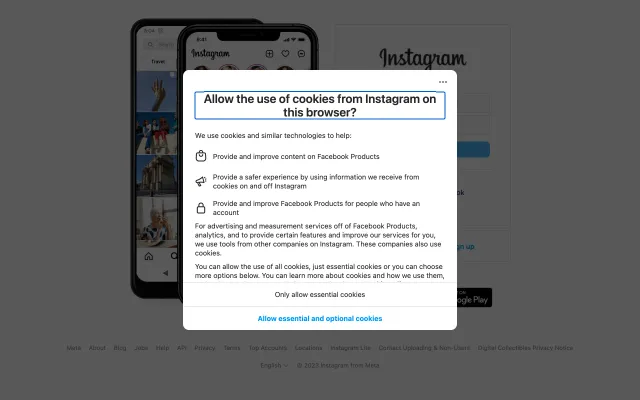 9:41
Instagram
Travel
Instagram
Allow the use of cookies from Instagram on
this browser?
We use cookies and similar technologies to help:
Provide and improve content on Facebook Products
Provide a safer experience by using information we receive from
cookies on and off Instagram
Provide and improve Facebook Products for people who have an
account
For advertising and measurement services off of Facebook Products,
analytics, and to provide certain features and improve our services for you,
we use tools from other companies on Instagram. These companies also use
cookies.
You can allow the use of all cookies, just essential cookies or you can choose
more options below. You can learn more about cookies and how we use them,
Only allow essential cookies
Allow essential and optional cookies
gn up
ok
ogle Play
Meta About Blog Jobs Help API Privacy Terms Top Accounts Locations Instagram Lite Contact Uploading & Non-Users Digital Collectibles Privacy Notice
English © 2023 Instagram from Meta